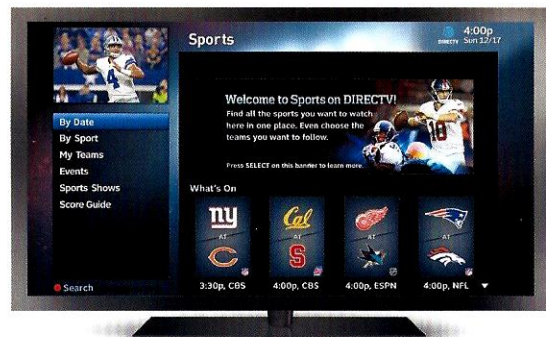 Sports
DIRECTV
4:00p
Sun 12/17
4
By Date
By Sport
My Teams
Events
Sports Shows
Score Guide
Search
Welcome to Sports on DIRECTV!
Find all the sports you want to watch
here in one place. Even choose the
teams you want to follow.
Press SELECT on this banner to learn more.
10
What's On
ny
AT
C
3:30p, CBS
Cal
AT
S
4:00p, CBS
AT
4:00p, ESPN
AT
4:00p, NFL